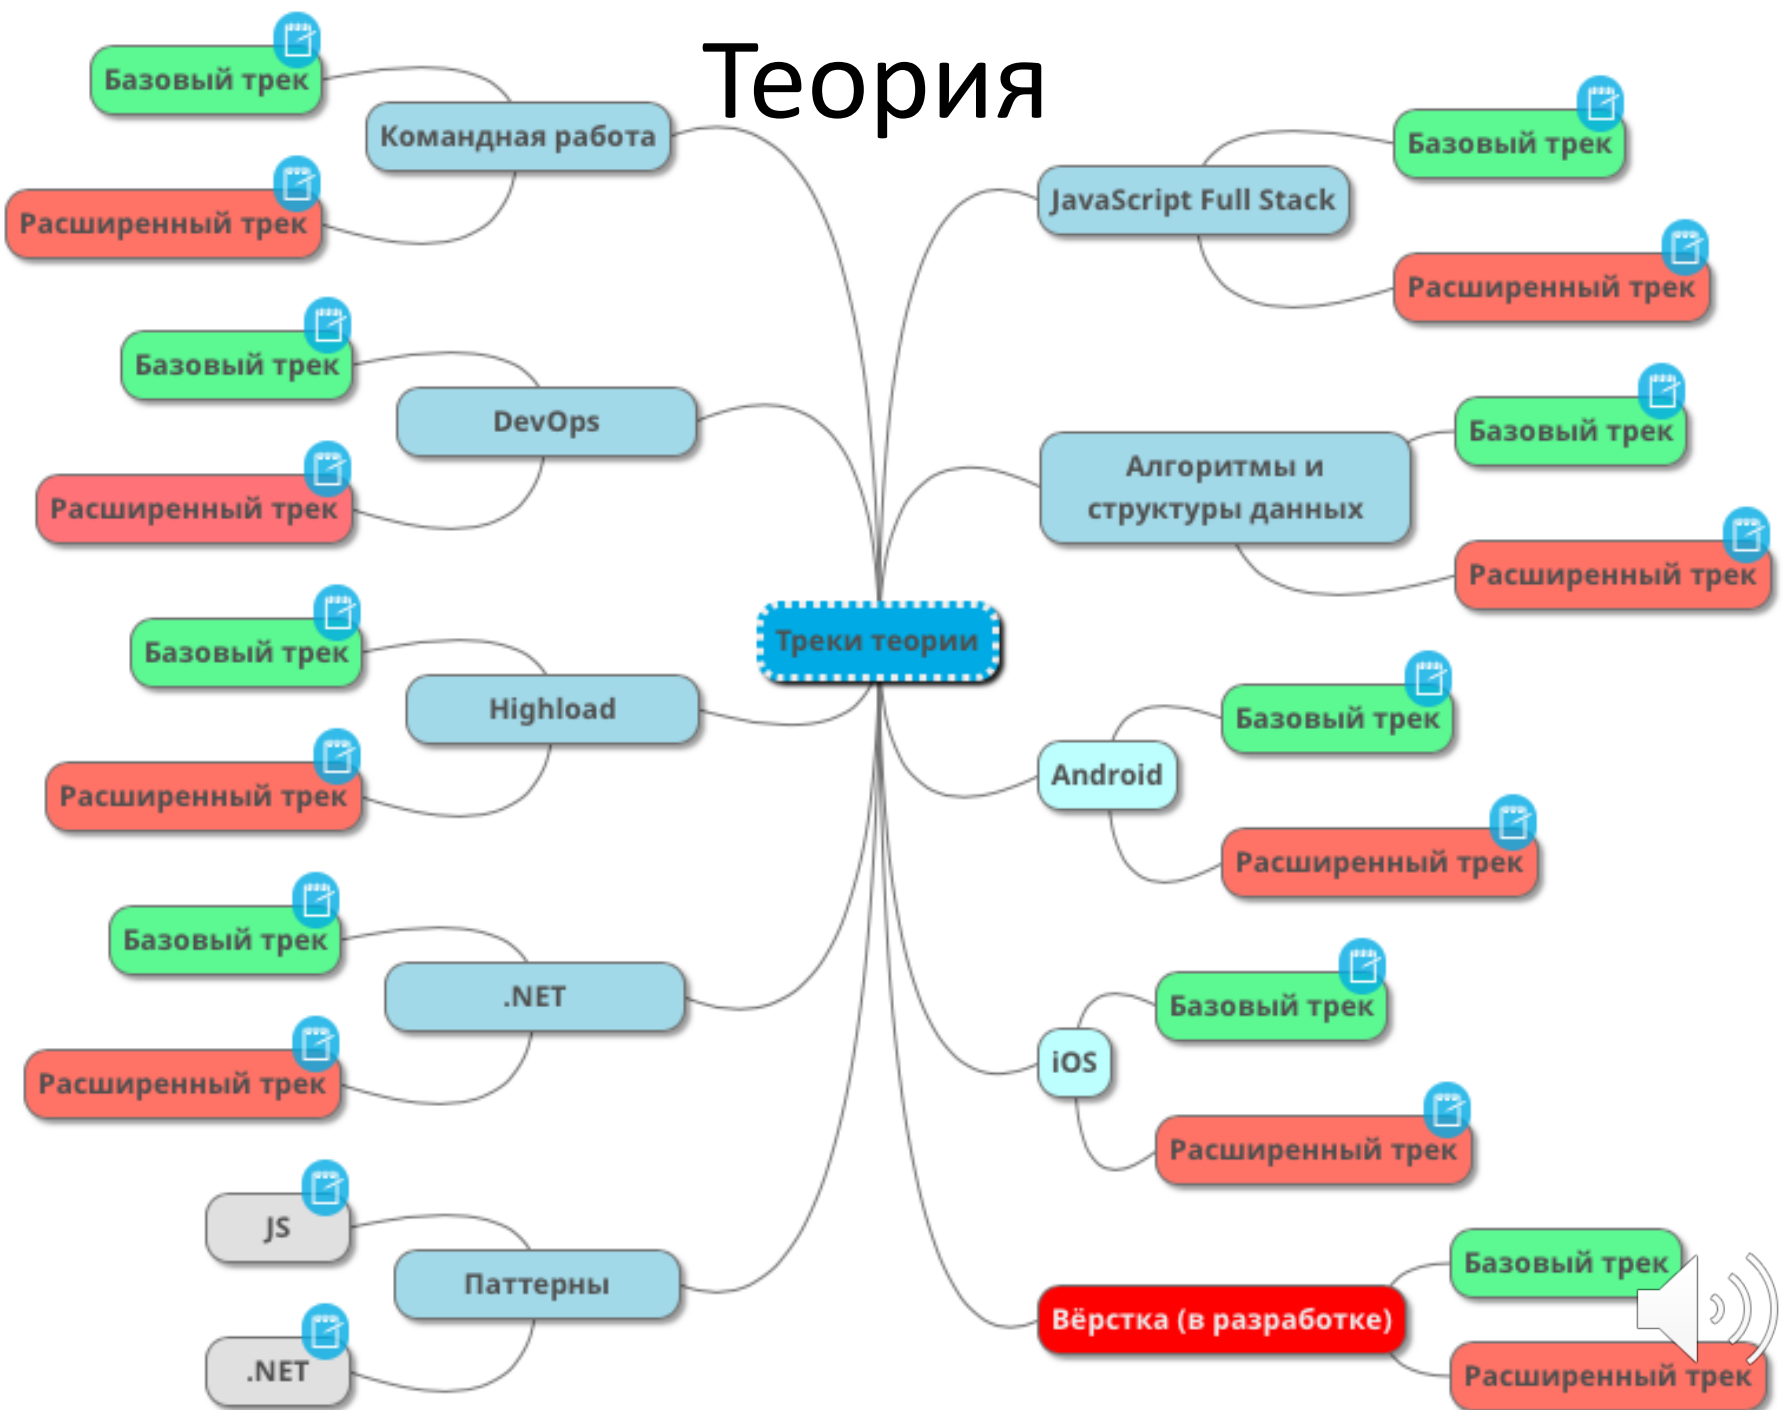 Теория
Базовый трек
Командная работа
Расширенный трек
Базовый трек
DevOps
Расширенный трек
Базовый трек
Highload
Расширенный трек
Базовый трек
.NET
Расширенный трек
JS
Паттерны
.NET
Треки теории
Базовый трек
JavaScript Full Stack
Расширенный трек
Базовый трек
Алгоритмы и
структуры данных
Расширенный трек
Базовый трек
Android
Расширенный трек
Базовый трек
iOS
Расширенный трек
Базовый трек
Вёрстка (в разработке)
Расширенный трек